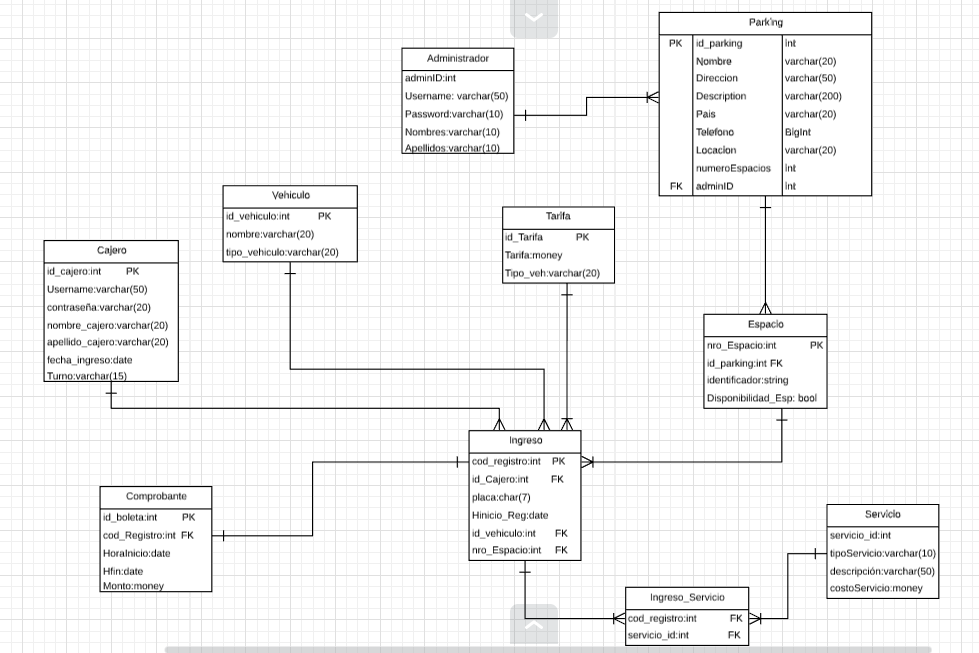 Parking
PK id_parking int
Nombre varchar(20)
Direccion varchar(50)
Description varchar(200)
Pais varchar(20)
Telefono BigInt
Locacion varchar(20)
numeroEspacios int
FK adminID int
Administrador
adminID:int
Username: varchar(50)
Password:varchar(10)
Nombres:varchar(10)
Apellidos:varchar(10)
Vehiculo
id_vehiculo:int PK
nombre:varchar(20)
tipo_vehiculo:varchar(20)
Tarifa
id_Tarifa PK
Tarifa:money
Tipo_veh:varchar(20)
Cajero
id_cajero:int PK
Username:varchar(50)
contraseña:varchar(20)
nombre_cajero:varchar(20)
apellido_cajero:varchar(20)
fecha_ingreso:date
Turno:varchar(15)
Espacio
nro_Espacio:int PK
id_parking:int FK
identificador:string
Disponibilidad_Esp: bool
Ingreso
cod_registro:int PK
id_Cajero:int FK
placa:char(7)
Hinicio_Reg:date
id_vehiculo:int FK
nro_Espacio:int FK
Comprobante
id_boleta:int PK
cod_Registro:int FK
HoraInicio:date
Hfin:date
Monto:money
Servicio
servicio_id:int
tipoServicio:varchar(10)
descripción:varchar(50)
costoServicio:money
Ingreso_Servicio
cod_registro:int FK
servicio_id:int FK